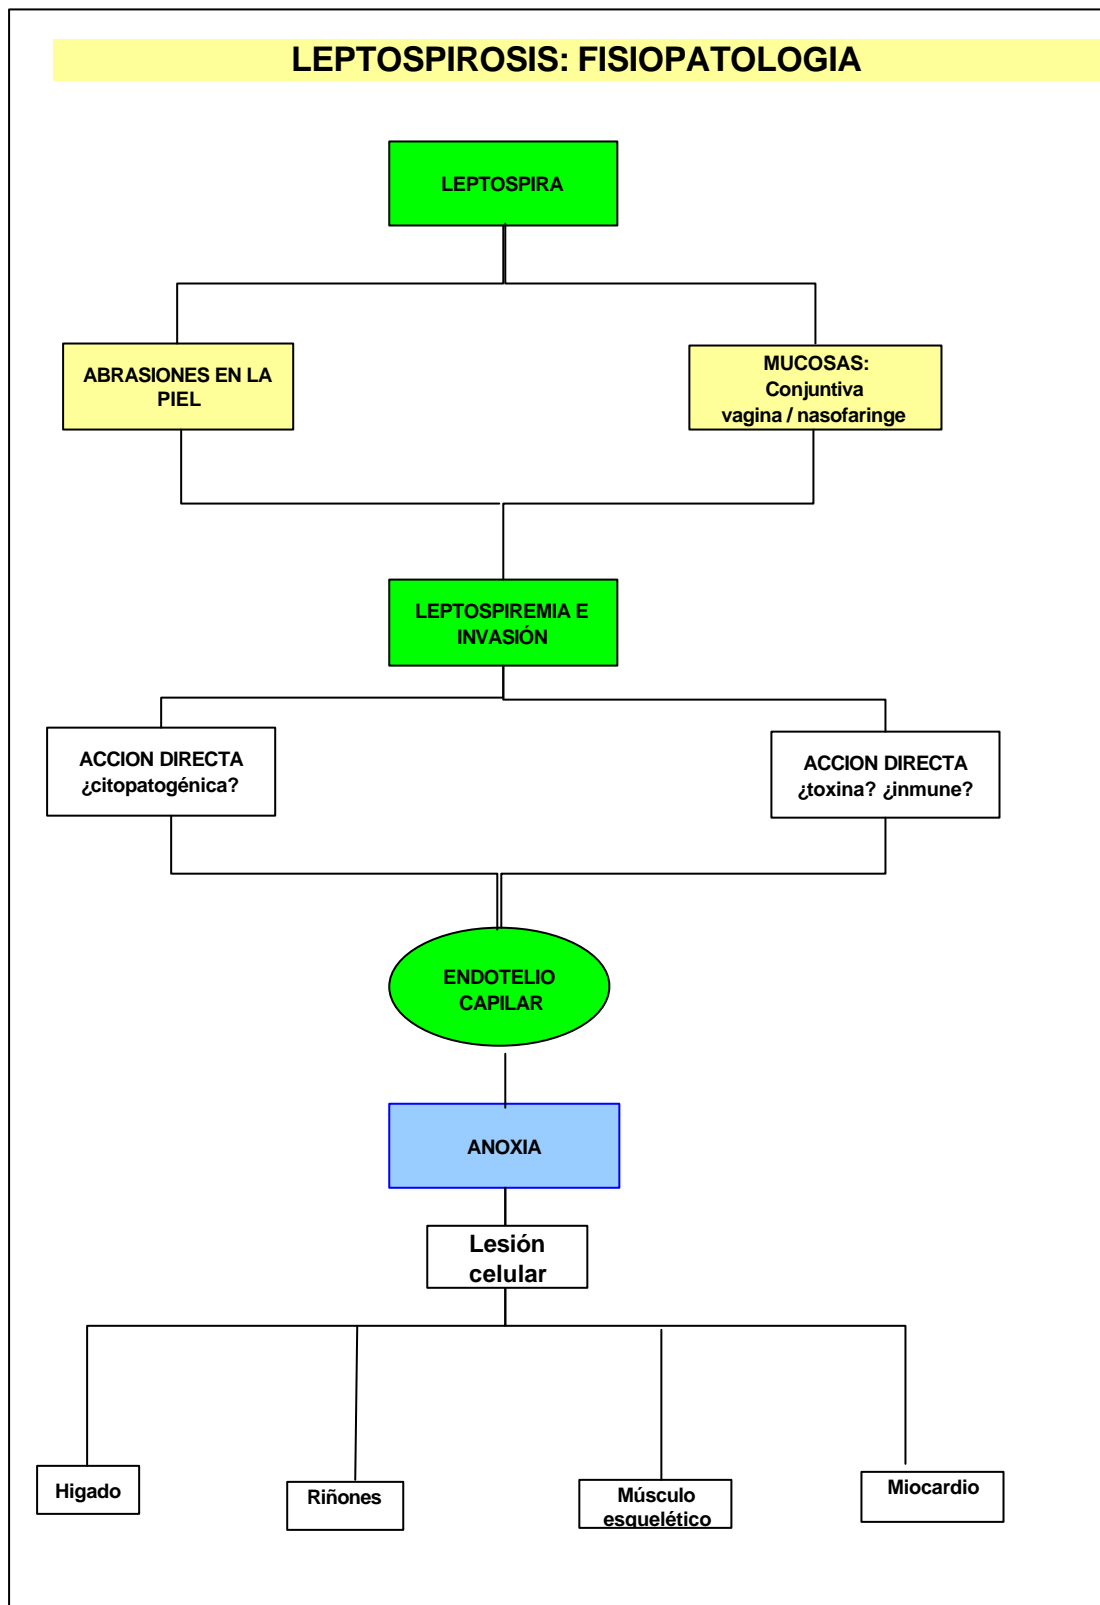 LEPTOSPIROSIS: FISIOPATOLOGIA
LEPTOSPIRA
ABRASIONES EN LA
PIEL
MUCOSAS:
Conjuntiva
vagina / nasofaringe
LEPTOSPIREMIA E
INVASIÓN
ACCION DIRECTA
¿citopatogénica?
ACCION DIRECTA
¿toxina? ¿inmune?
ENDOTELIO
CAPILAR
ANOXIA
Lesión
celular
Higado
Riñones
Músculo
esquelético
Miocardio